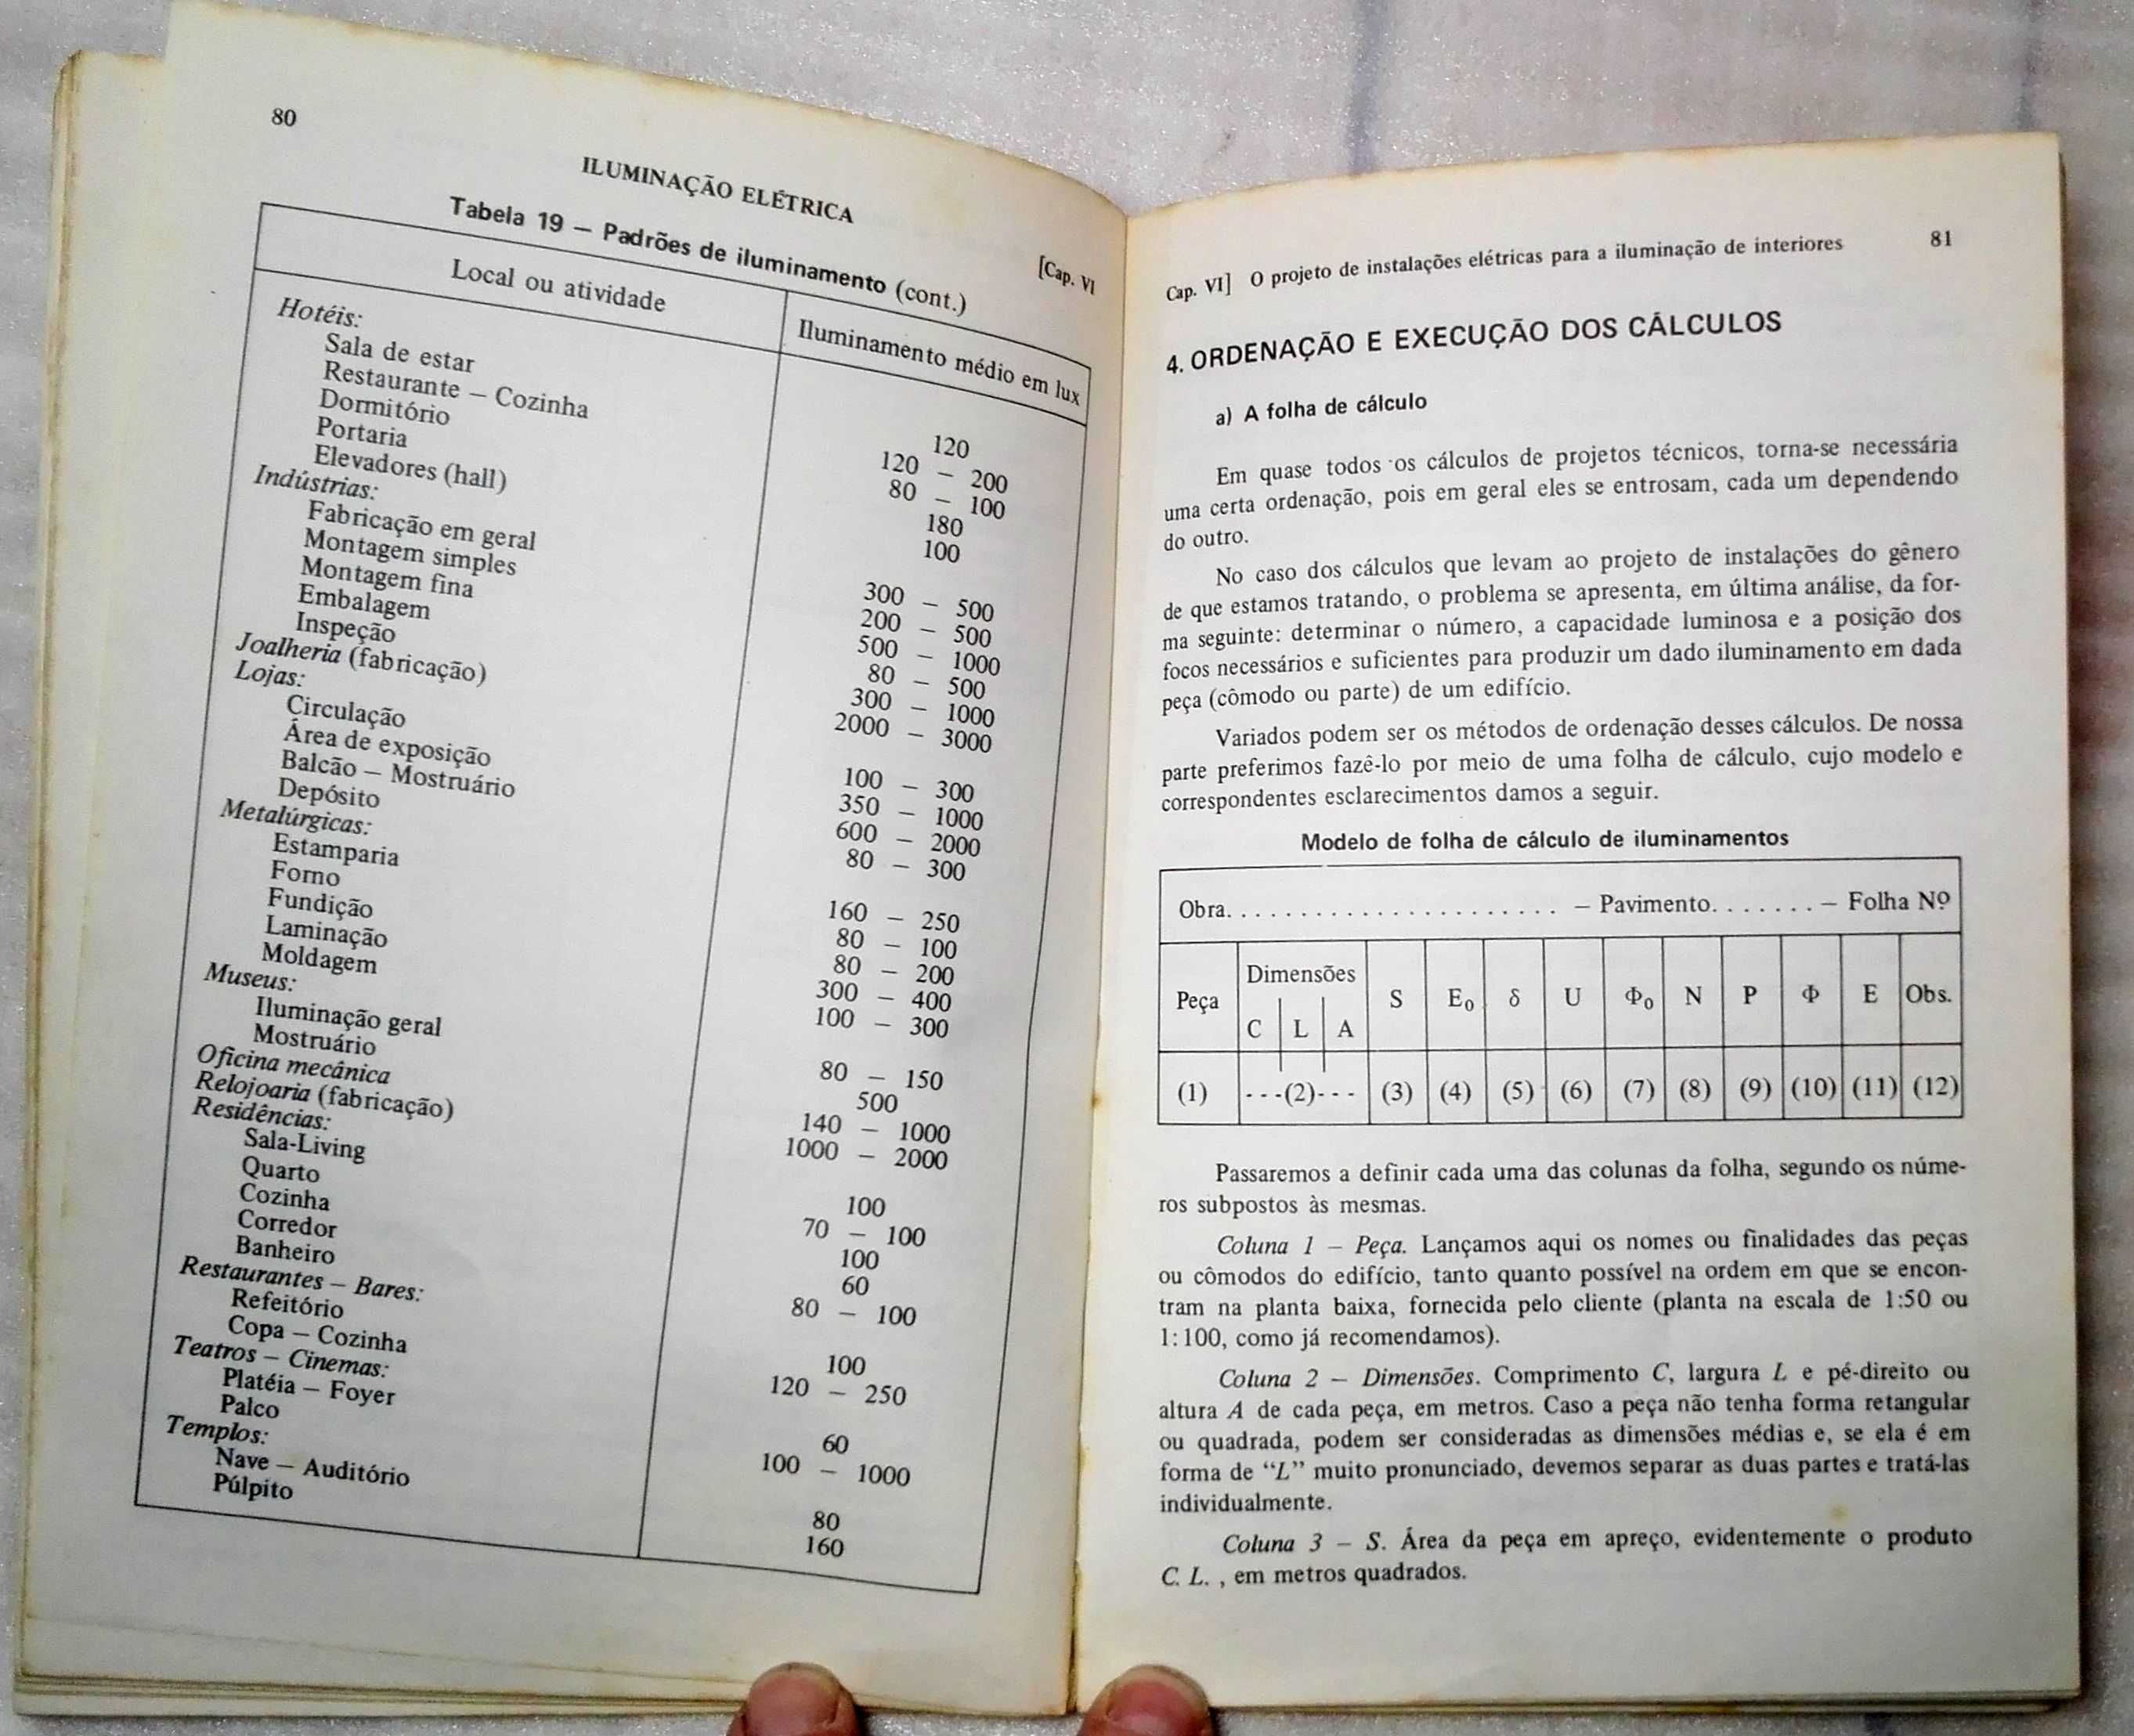 80
ILUMINAÇÃO ELÉTRICA
[Cap. VI
Tabela 19 — Padrões de iluminamento (cont.)
Local ou atividade Iluminamento médio em lux
Hotéis:
Sala de estar 120
Restaurante — Cozinha 120 — 200
Dormitório 80 — 100
Portaria 180
Elevadores (hall) 100
Indústrias:
Fabricação em geral 300 — 500
Montagem simples 200 — 500
Montagem fina 500 — 1000
Embalagem 80 — 500
Inspeção 300 — 1000
Joalheria (fabricação) 2000 — 3000
Lojas:
Circulação 100 — 300
Área de exposição 350 — 1000
Balcão — Mostruário 600 — 2000
Depósito 80 — 300
Metalúrgicas:
Estamparia 160 — 250
Forno 80 — 100
Fundição 80 — 200
Laminação 300 — 400
Moldagem 100 — 300
Museus:
Iluminação geral 80 — 150
Mostruário 500
Oficina mecânica 140 — 1000
Relojoaria (fabricação) 1000 — 2000
Residências:
Sala-Living 100
Quarto 70 — 100
Cozinha 100
Corredor 60
Banheiro 80 — 100
Restaurantes — Bares:
Refeitório 100
Copa — Cozinha 120 — 250
Teatros — Cinemas:
Platéia — Foyer 60
Palco 100 — 1000
Templos:
Nave — Auditório 80
Púlpito 160
Cap. VI] O projeto de instalações elétricas para a iluminação de interiores 81
4. ORDENAÇÃO E EXECUÇÃO DOS CÁLCULOS
a) A folha de cálculo
Em quase todos os cálculos de projetos técnicos, torna-se necessária
uma certa ordenação, pois em geral eles se entrosam, cada um dependendo
do outro.
No caso dos cálculos que levam ao projeto de instalações do gênero
de que estamos tratando, o problema se apresenta, em última análise, da for-
ma seguinte: determinar o número, a capacidade luminosa e a posição dos
focos necessários e suficientes para produzir um dado iluminamento em dada
peça (cômodo ou parte) de um edifício.
Variados podem ser os métodos de ordenação desses cálculos. De nossa
parte preferimos fazê-lo por meio de uma folha de cálculo, cujo modelo e
correspondentes esclarecimentos damos a seguir.
Modelo de folha de cálculo de iluminamentos
Obra. . . . . . . . . . . . . . . . . . . . . . . . — Pavimento. . . . . . . . — Folha Nº
Peça Dimensões S E₀ δ U Φ₀ N P Φ E Obs.
C L A
(1) - - -(2)- - - (3) (4) (5) (6) (7) (8) (9) (10) (11) (12)
Passaremos a definir cada uma das colunas da folha, segundo os núme-
ros subpostos às mesmas.
Coluna 1 — Peça. Lançamos aqui os nomes ou finalidades das peças
ou cômodos do edifício, tanto quanto possível na ordem em que se encon-
tram na planta baixa, fornecida pelo cliente (planta na escala de 1:50 ou
1:100, como já recomendamos).
Coluna 2 — Dimensões. Comprimento C, largura L e pé-direito ou
altura A de cada peça, em metros. Caso a peça não tenha forma retangular
ou quadrada, podem ser consideradas as dimensões médias e, se ela é em
forma de “L” muito pronunciado, devemos separar as duas partes e tratá-las
individualmente.
Coluna 3 — S. Área da peça em apreço, evidentemente o produto
C. L. , em metros quadrados.